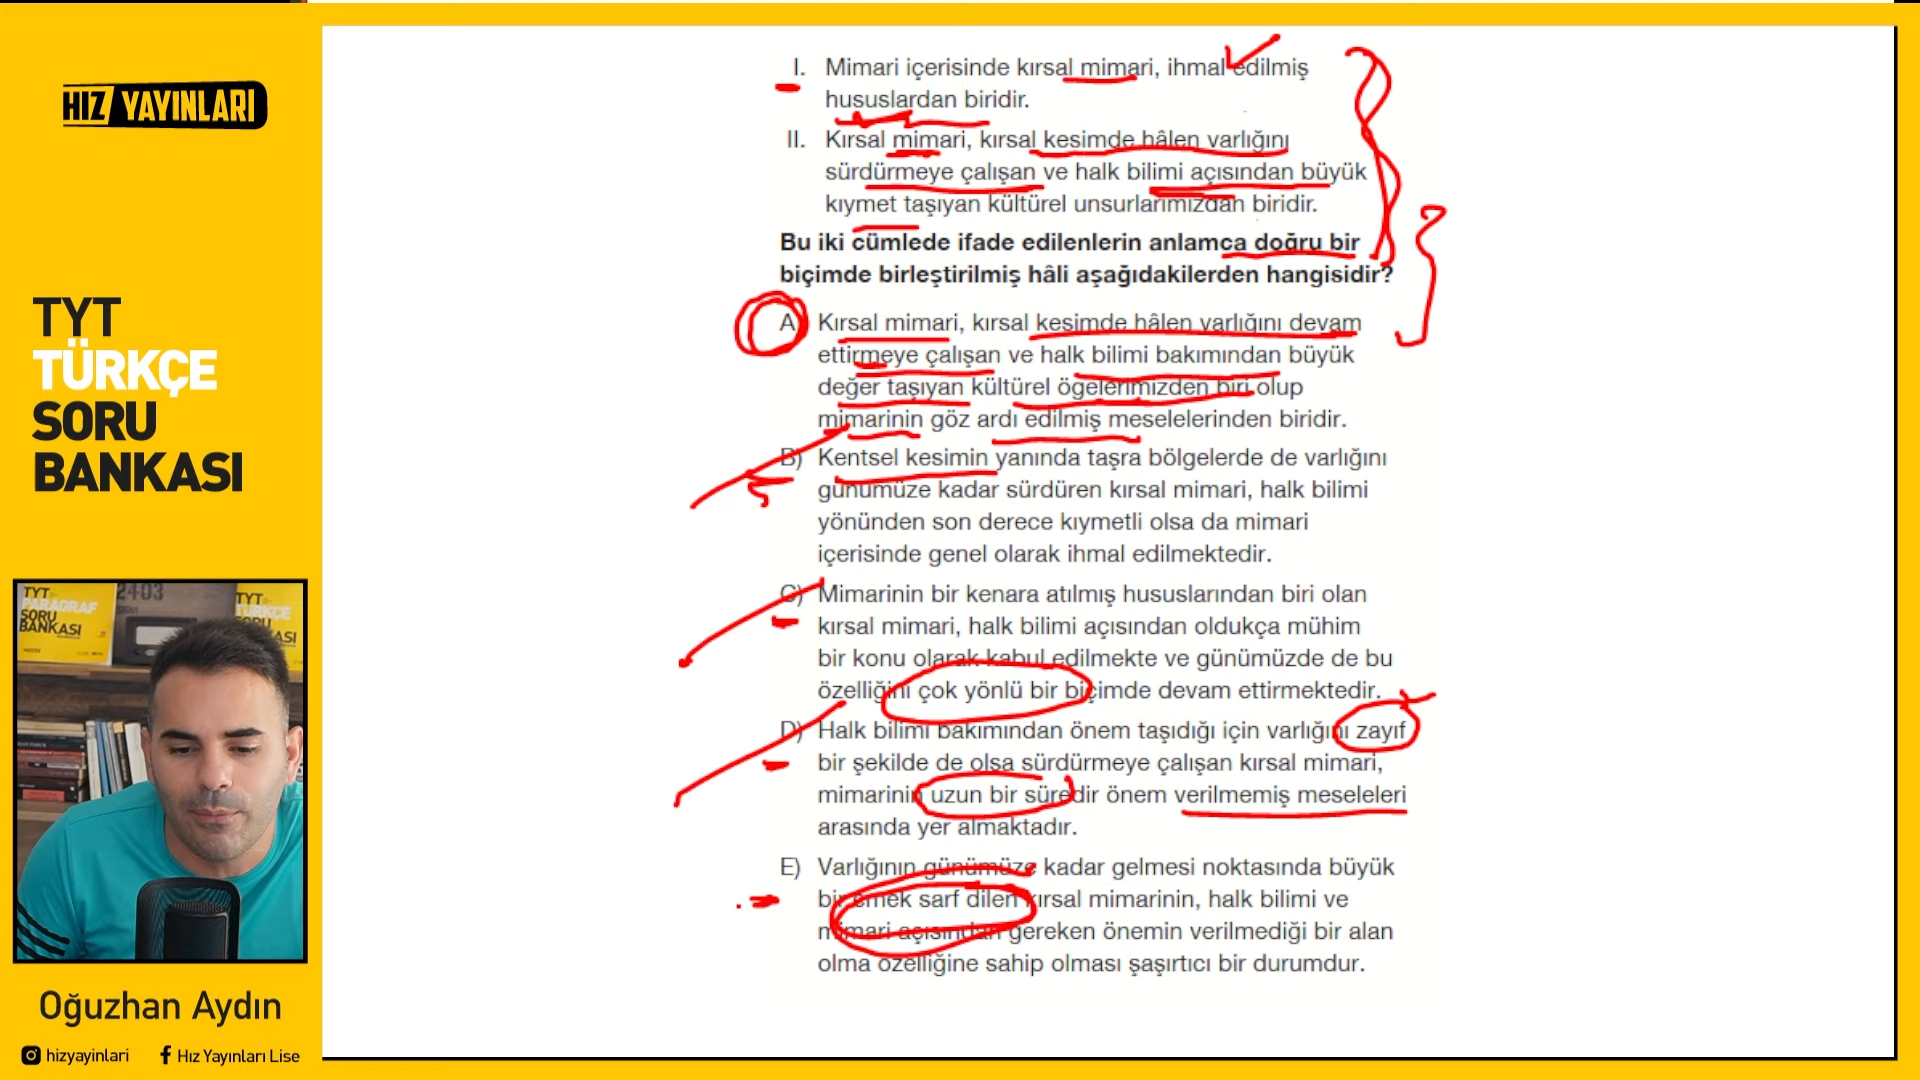 HIZ YAYINLARI
TYT
TÜRKÇE
SORU
BANKASI
TYT
PARAGRAF
SORU
BANKASI
2403
TYT
TÜRKÇE
Oğuzhan Aydın
hizyayinlari
Hız Yayınları Lise
I. Mimari içerisinde kırsal mimari, ihmal edilmiş
hususlardan biridir.
II. Kırsal mimari, kırsal kesimde hâlen varlığını
sürdürmeye çalışan ve halk bilimi açısından büyük
kıymet taşıyan kültürel unsurlarımızdan biridir.
Bu iki cümlede ifade edilenlerin anlamca doğru bir
biçimde birleştirilmiş hâli aşağıdakilerden hangisidir?
A) Kırsal mimari, kırsal kesimde hâlen varlığını devam
ettirmeye çalışan ve halk bilimi bakımından büyük
değer taşıyan kültürel ögelerimizden biri olup
mimarinin göz ardı edilmiş meselelerinden biridir.
B) Kentsel kesimin yanında taşra bölgelerde de varlığını
günümüze kadar sürdüren kırsal mimari, halk bilimi
yönünden son derece kıymetli olsa da mimari
içerisinde genel olarak ihmal edilmektedir.
C) Mimarinin bir kenara atılmış hususlarından biri olan
kırsal mimari, halk bilimi açısından oldukça mühim
bir konu olarak kabul edilmekte ve günümüzde de bu
özelliğini çok yönlü bir biçimde devam ettirmektedir.
D) Halk bilimi bakımından önem taşıdığı için varlığını zayıf
bir şekilde de olsa sürdürmeye çalışan kırsal mimari,
mimarinin uzun bir süredir önem verilmemiş meseleleri
arasında yer almaktadır.
E) Varlığının günümüze kadar gelmesi noktasında büyük
bir emek sarf dilen kırsal mimarinin, halk bilimi ve
mimari açısından gereken önemin verilmediği bir alan
olma özelliğine sahip olması şaşırtıcı bir durumdur.